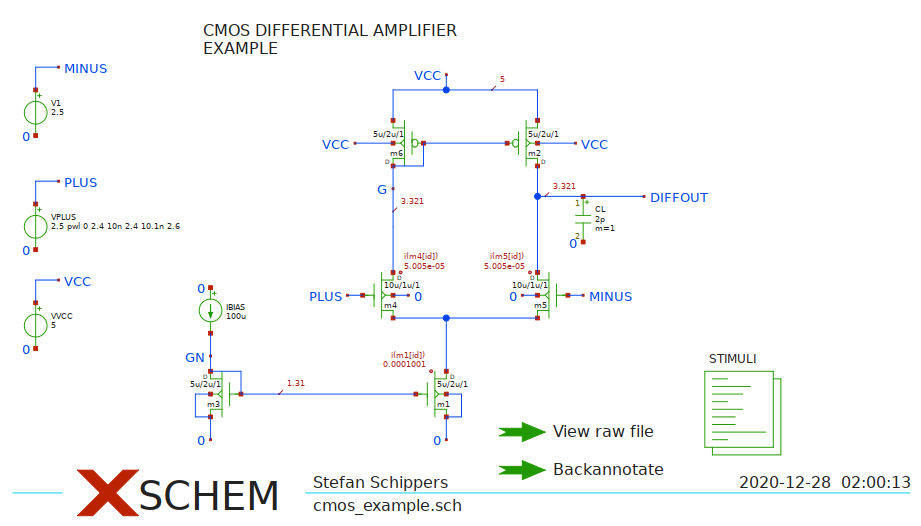 CMOS DIFFERENTIAL AMPLIFIER
EXAMPLE
MINUS
V1
2.5
0
PLUS
VPLUS
2.5 pwl 0 2.4 10n 2.4 10.1n 2.6
0
VCC
VVCC
5
0
VCC
5
VCC
5u/2u/1
m6
D
5u/2u/1
m2
D
VCC
G
3.321
3.321
DIFFOUT
1
CL
2p
m=1
2
0
i(m4[id])
5.005e-05
D
10u/1u/1
PLUS
0
m4
i(m5[id])
5.005e-05
D
10u/1u/1
0
MINUS
m5
0
IBIAS
100u
GN
D
5u/2u/1
m3
0
1.31
i(m1[id])
0.0001001
D
5u/2u/1
m1
0
STIMULI
View raw file
Backannotate
XSCHEM
Stefan Schippers
cmos_example.sch
2020-12-28 02:00:13